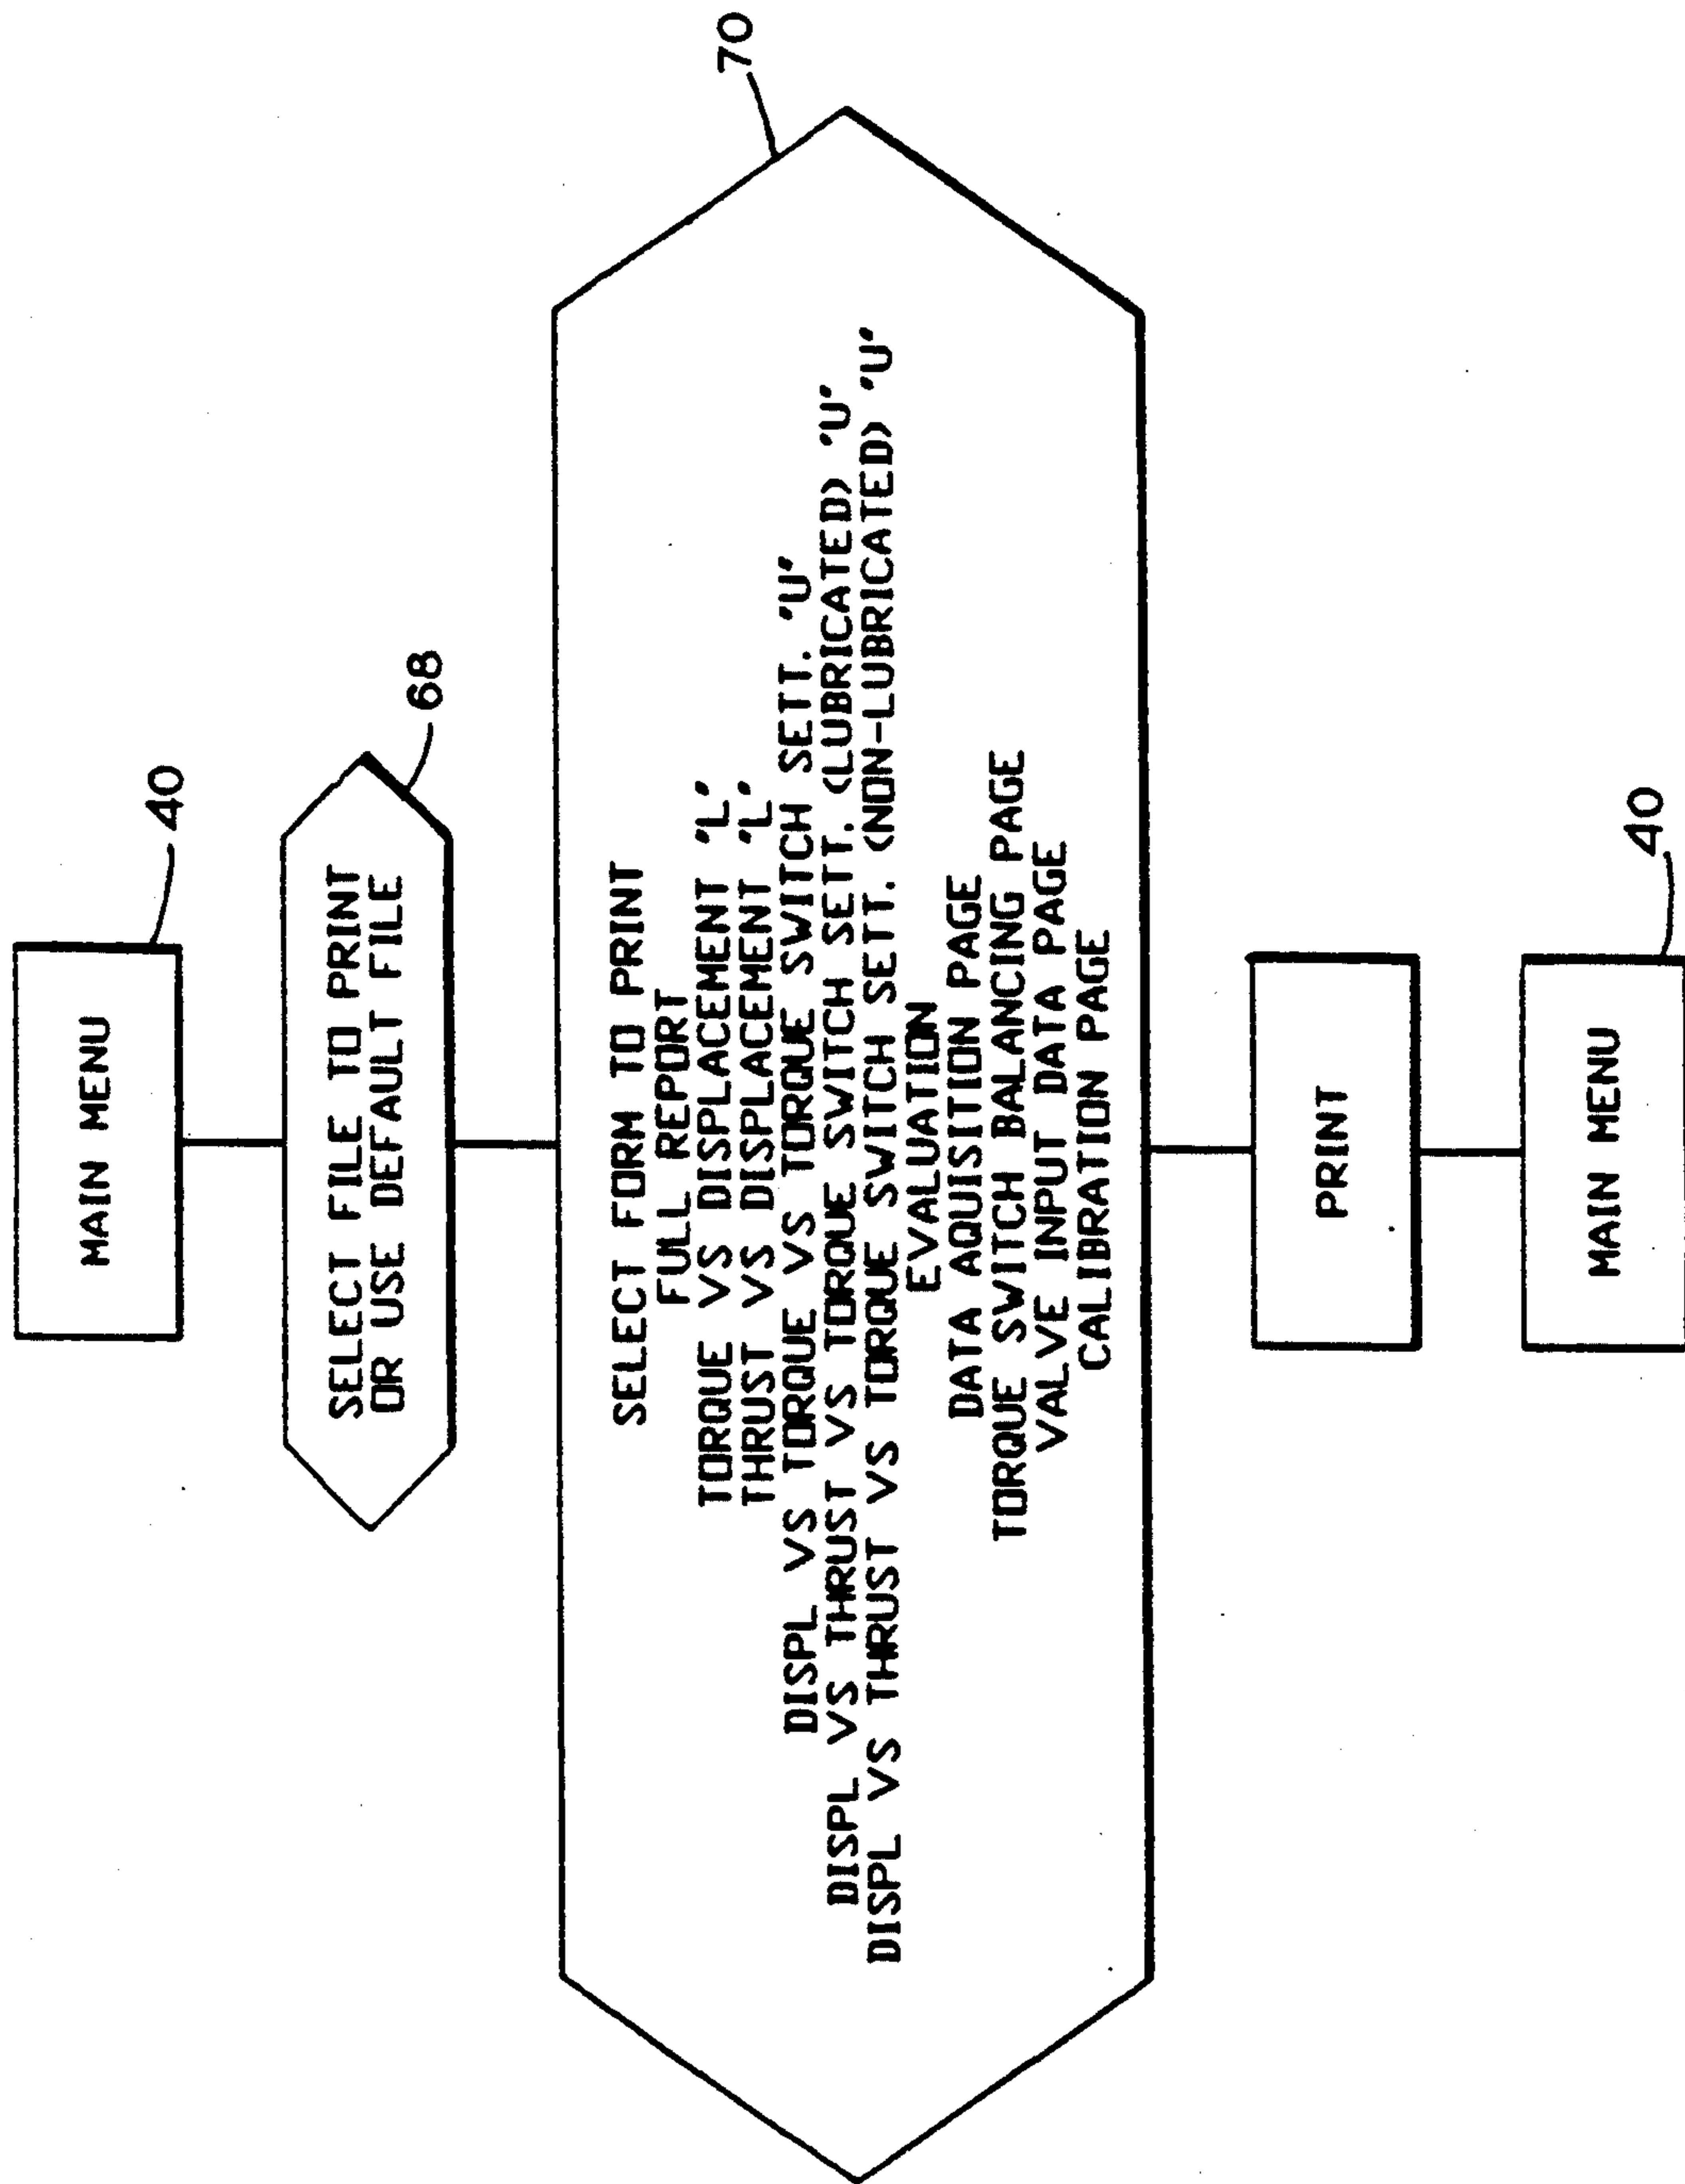 MAIN MENU
40
SELECT FILE TO PRINT
OR USE DEFAULT FILE
68
SELECT FORM TO PRINT
FULL REPORT
TORQUE VS DISPLACEMENT 'L'
THRUST VS DISPLACEMENT 'L'
DISPL VS TORQUE VS TORQUE SWITCH SETT. 'U'
DISPL VS THRUST VS TORQUE SWITCH SETT. (LUBRICATED) 'U'
DISPL VS THRUST VS TORQUE SWITCH SETT. (NON-LUBRICATED) 'U'
EVALUATION
DATA AQUISITION PAGE
TORQUE SWITCH BALANCING PAGE
VALVE INPUT DATA PAGE
CALIBRATION PAGE
70
PRINT
MAIN MENU
40